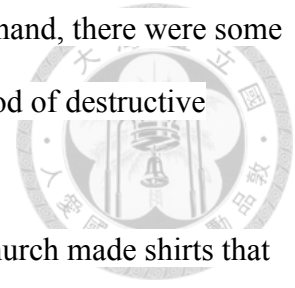 hand, there were some
od of destructive
hurch made shirts that